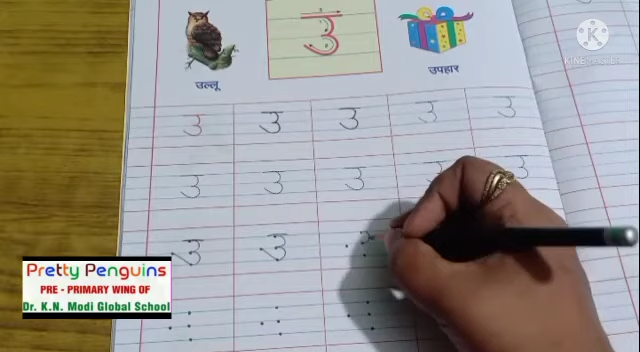 उ
K
KINEMASTER
उल्लू
उपहार
उ उ उ उ उ
उ उ उ उ उ
उ उ
Pretty Penguins
PRE - PRIMARY WING OF
Dr. K.N. Modi Global School